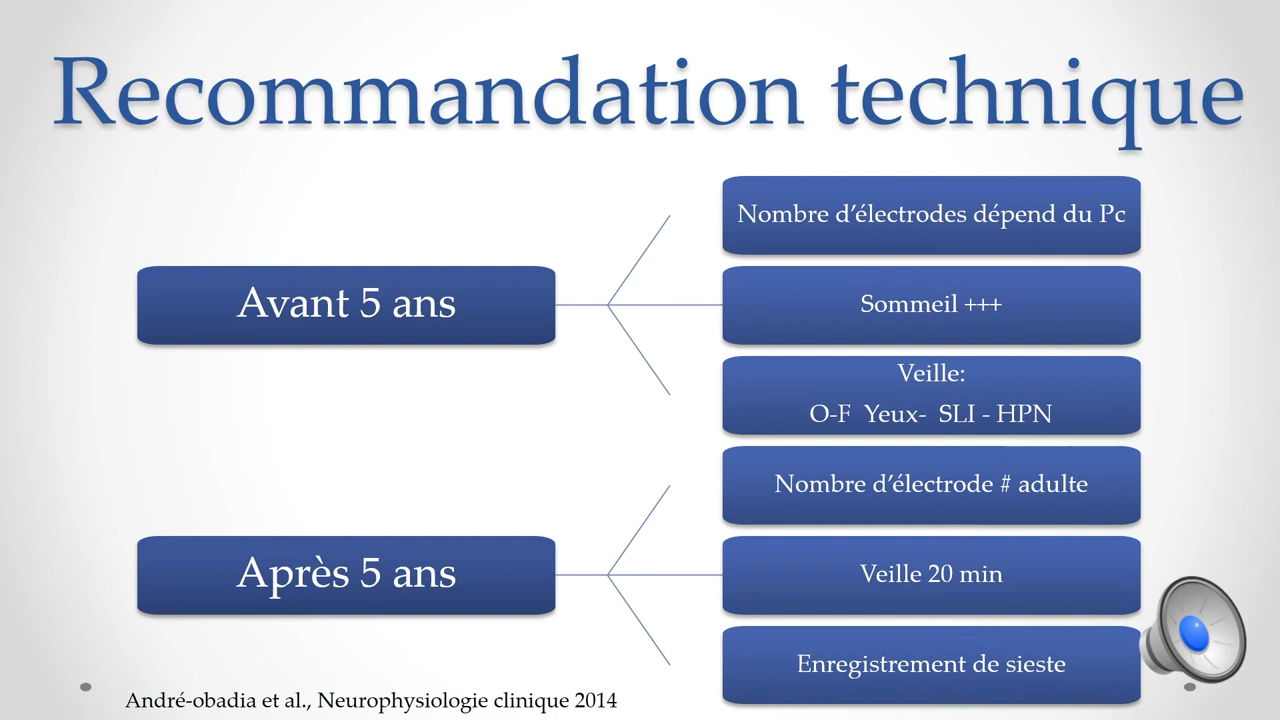 Recommandation technique
Avant 5 ans
Nombre d’électrodes dépend du Pc
Sommeil +++
Veille:
O-F Yeux- SLI - HPN
Après 5 ans
Nombre d’électrode # adulte
Veille 20 min
Enregistrement de sieste
André-obadia et al., Neurophysiologie clinique 2014